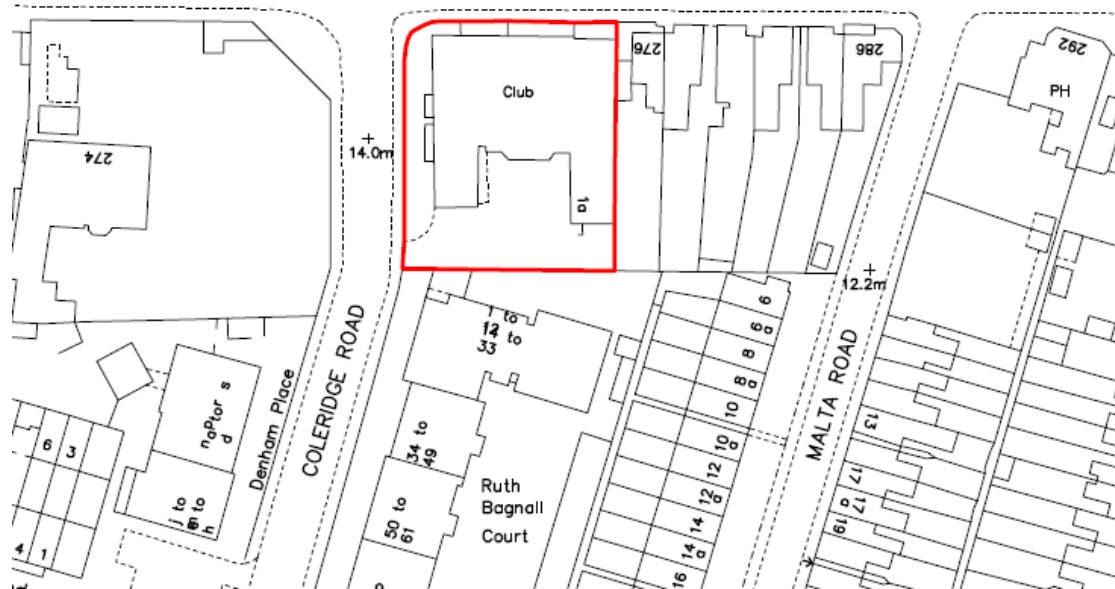 276
286
292
PH
Club
14.0m
274
1a
12.2m
1 to
12
14 to
33
6
6a
8
8a
10
10a
12
12a
14
14a
16
COLERIDGE ROAD
Denham Place
MALTA ROAD
34 to
49
50 to
61
Ruth
Bagnall
Court
13
17
17a
19
6
3
4
1